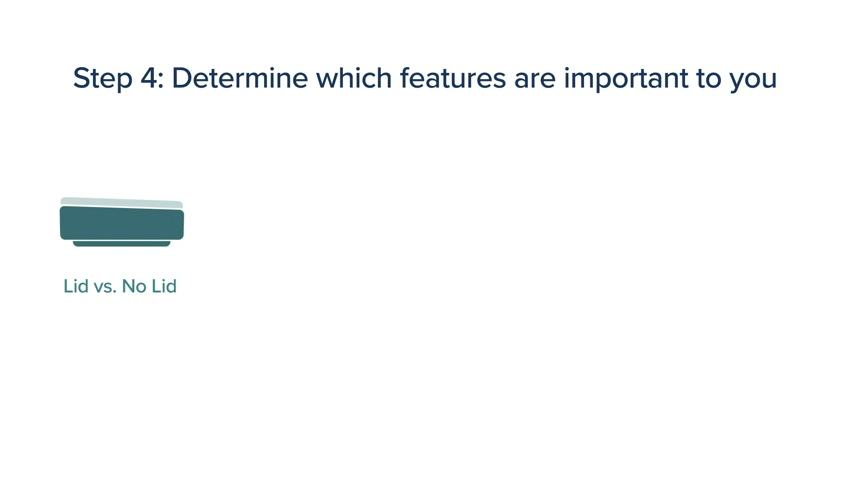 Step 4: Determine which features are important to you
Lid vs. No Lid